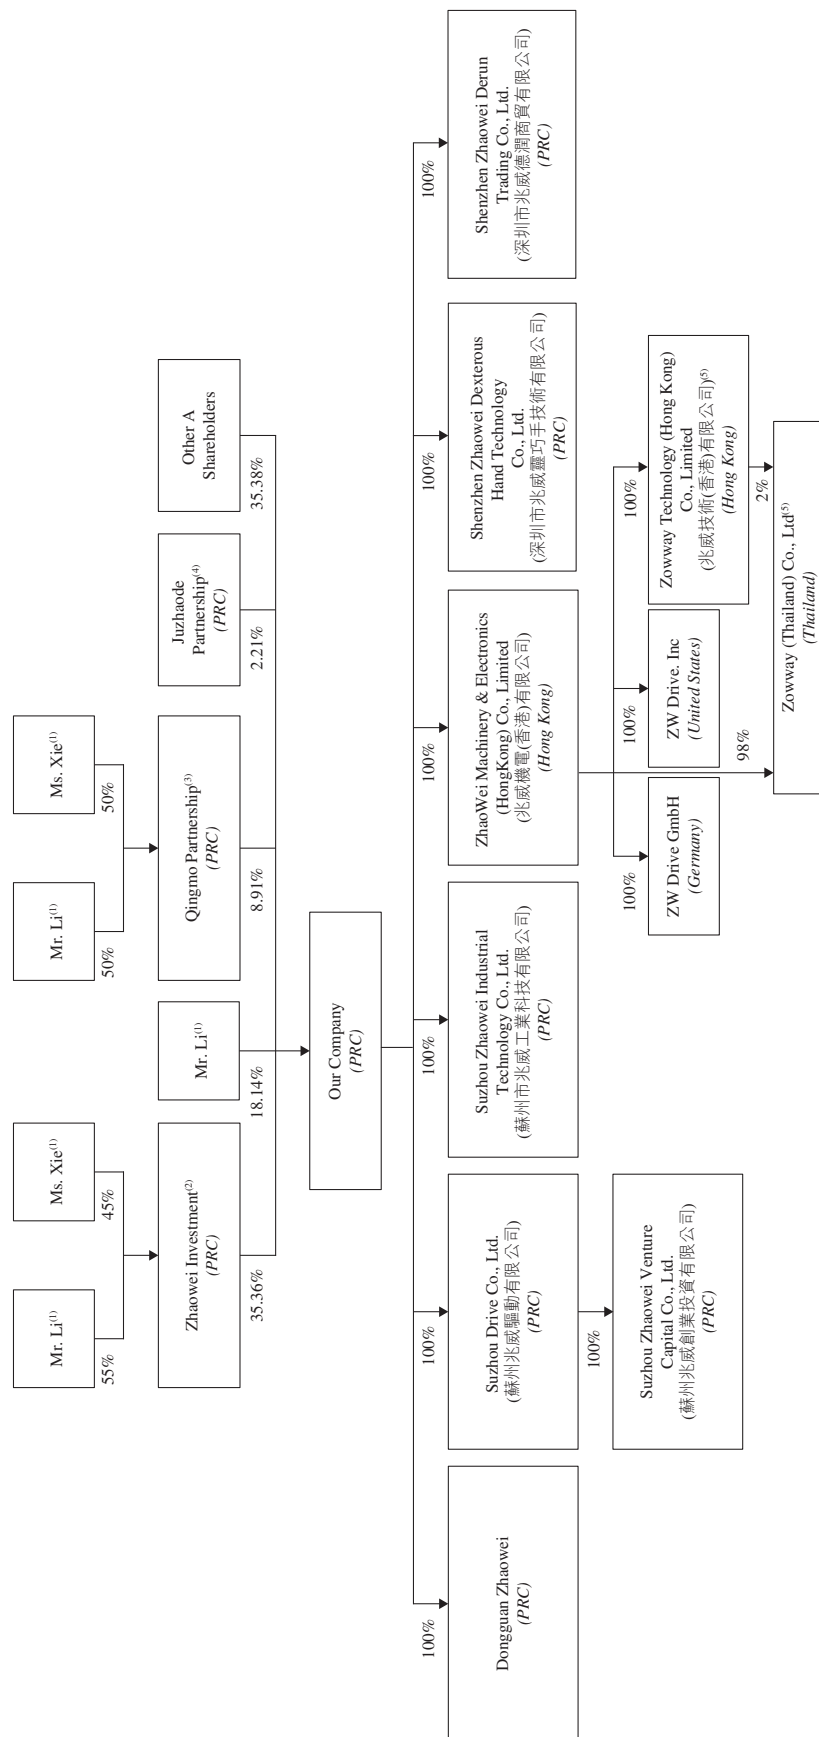 Mr. Li(1)
Ms. Xie(1)
Mr. Li(1)
Ms. Xie(1)
55%
45%
50%
50%
Zhaowei Investment(2)
(PRC)
Mr. Li(1)
Qingmo Partnership(3)
(PRC)
Juzhaode
Partnership(4)
(PRC)
Other A
Shareholders
35.36%
18.14%
8.91%
2.21%
35.38%
Our Company
(PRC)
100%
100%
100%
100%
100%
100%
Dongguan Zhaowei
(PRC)
Suzhou Drive Co., Ltd.
(蘇州兆威驅動有限公司)
(PRC)
Suzhou Zhaowei Industrial
Technology Co., Ltd.
(蘇州市兆威工業科技有限公司)
(PRC)
ZhaoWei Machinery & Electronics
(HongKong) Co., Limited
(兆威機電(香港)有限公司)
(Hong Kong)
Shenzhen Zhaowei Dexterous
Hand Technology
Co., Ltd.
(深圳市兆威靈巧手技術有限公司)
(PRC)
Shenzhen Zhaowei Derun
Trading Co., Ltd.
(深圳市兆威德潤商貿有限公司)
(PRC)
100%
100%
100%
100%
Suzhou Zhaowei Venture
Capital Co., Ltd.
(蘇州兆威創業投資有限公司)
(PRC)
ZW Drive GmbH
(Germany)
ZW Drive. Inc
(United States)
Zowway Technology (Hong Kong)
Co., Limited
(兆威技術(香港)有限公司)(5)
(Hong Kong)
98%
2%
Zowway (Thailand) Co., Ltd(5)
(Thailand)